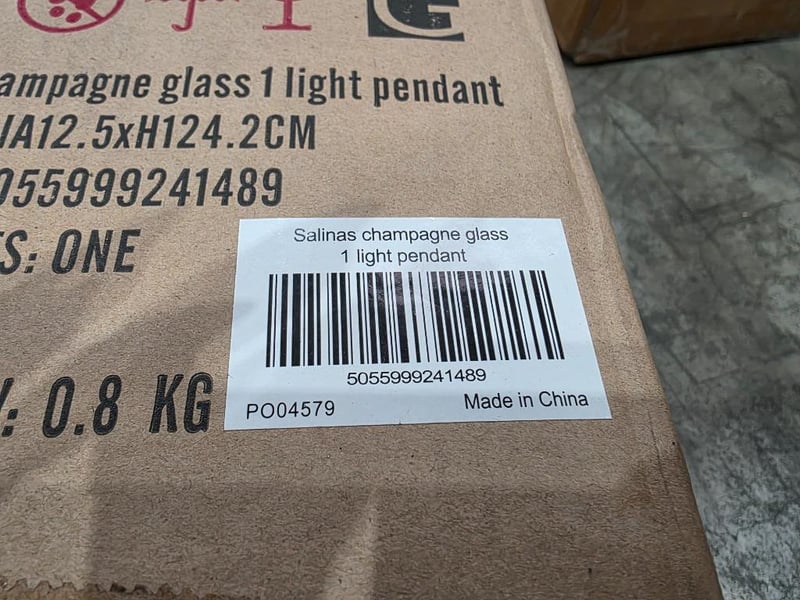 ampagne glass 1 light pendant
IA12.5xH124.2CM
055999241489
S: ONE
: 0.8 KG
Salinas champagne glass
1 light pendant
5055999241489
PO04579
Made in China